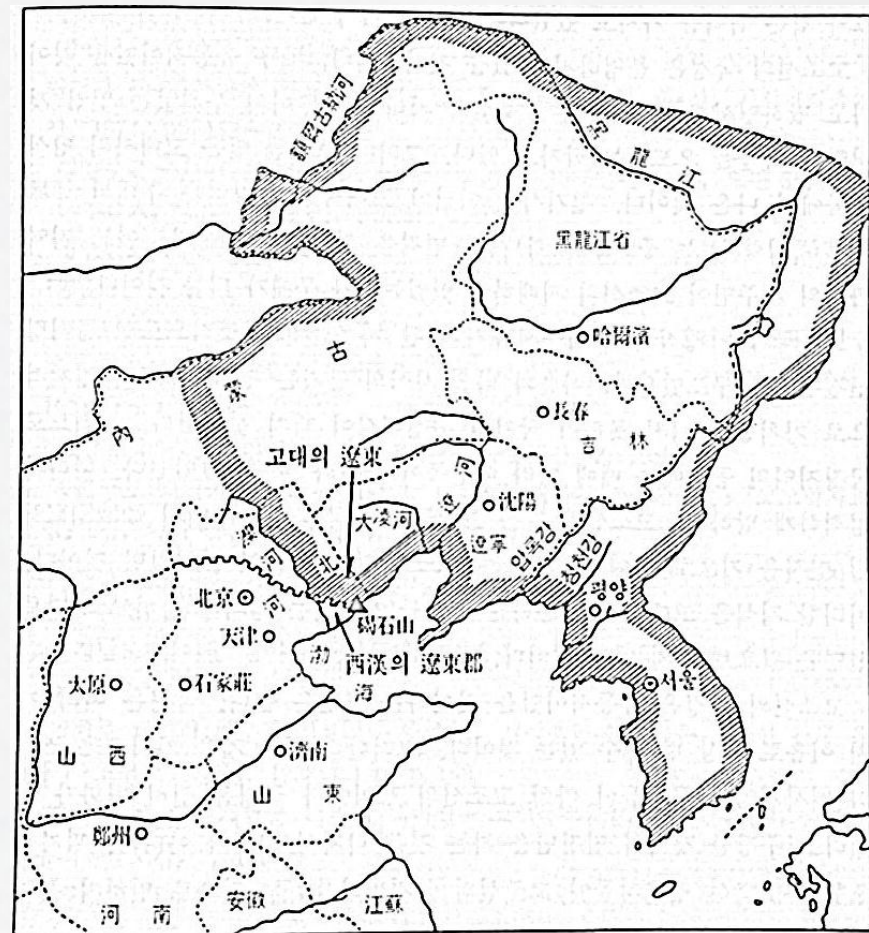 額爾古納河
黑龍江
黑龍江省
哈爾濱
內蒙古
長春
吉林
고대의 遼東
遼河
瀋陽
大凌河
遼寧
압록강
청천강
평양
灤河
河北
北京
碣石山
天津
渤海
西漢의 遼東郡
서울
太原
石家莊
濟南
山西
山東
鄭州
河南
安徽
江蘇